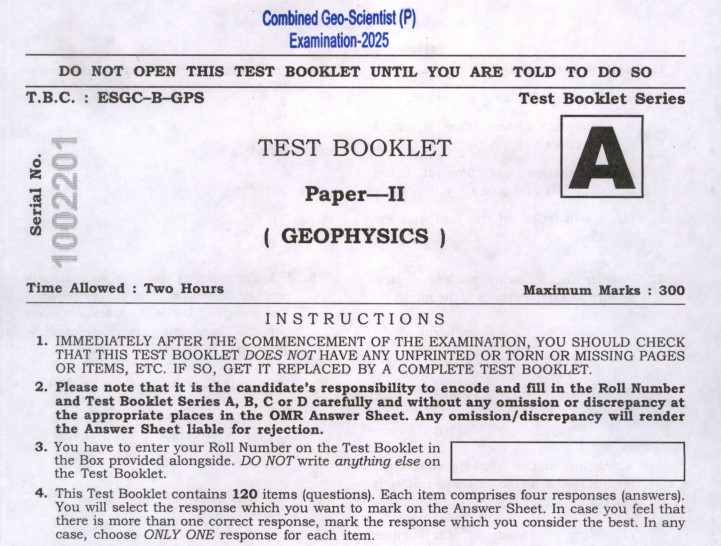 Combined Geo-Scientist (P)
Examination-2025
DO NOT OPEN THIS TEST BOOKLET UNTIL YOU ARE TOLD TO DO SO
T.B.C. : ESGC–B–GPS
Test Booklet Series
Serial No.
1002201
TEST BOOKLET
A
Paper—II
( GEOPHYSICS )
Time Allowed : Two Hours
Maximum Marks : 300
INSTRUCTIONS
1. IMMEDIATELY AFTER THE COMMENCEMENT OF THE EXAMINATION, YOU SHOULD CHECK
THAT THIS TEST BOOKLET DOES NOT HAVE ANY UNPRINTED OR TORN OR MISSING PAGES
OR ITEMS, ETC. IF SO, GET IT REPLACED BY A COMPLETE TEST BOOKLET.
2. Please note that it is the candidate's responsibility to encode and fill in the Roll Number
and Test Booklet Series A, B, C or D carefully and without any omission or discrepancy at
the appropriate places in the OMR Answer Sheet. Any omission/discrepancy will render
the Answer Sheet liable for rejection.
3. You have to enter your Roll Number on the Test Booklet in
the Box provided alongside. DO NOT write anything else on
the Test Booklet.
4. This Test Booklet contains 120 items (questions). Each item comprises four responses (answers).
You will select the response which you want to mark on the Answer Sheet. In case you feel that
there is more than one correct response, mark the response which you consider the best. In any
case, choose ONLY ONE response for each item.